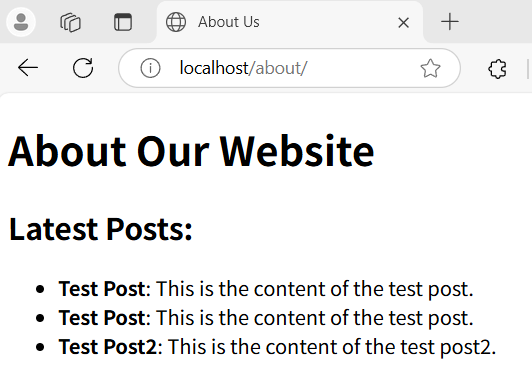 About Us
localhost/about/
About Our Website
Latest Posts:
Test Post: This is the content of the test post.
Test Post: This is the content of the test post.
Test Post2: This is the content of the test post2.